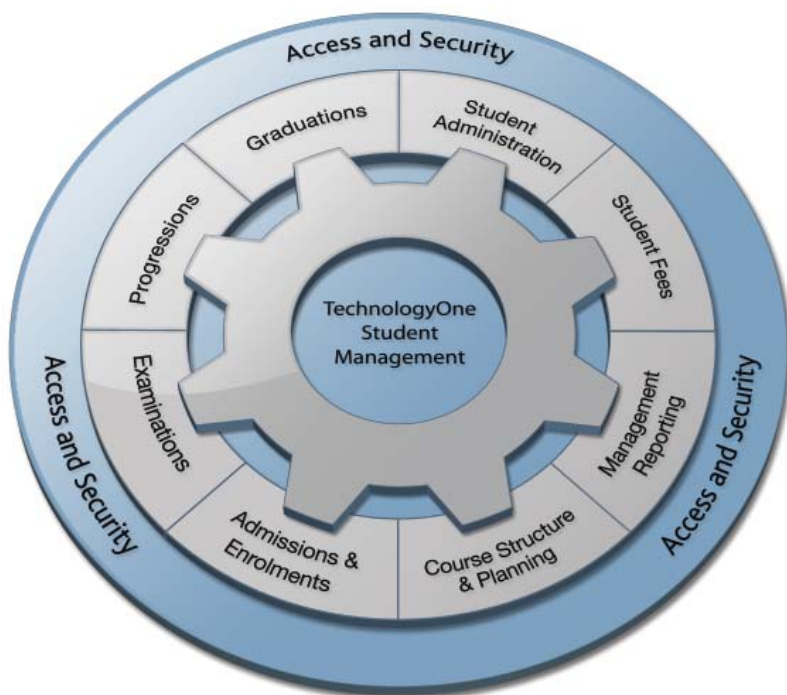 Access and Security
Graduations
Student
Administration
Student Fees
Management
Reporting
Course Structure
& Planning
Admissions &
Enrolments
Examinations
Progressions
TechnologyOne
Student
Management
Access and Security
Access and Security